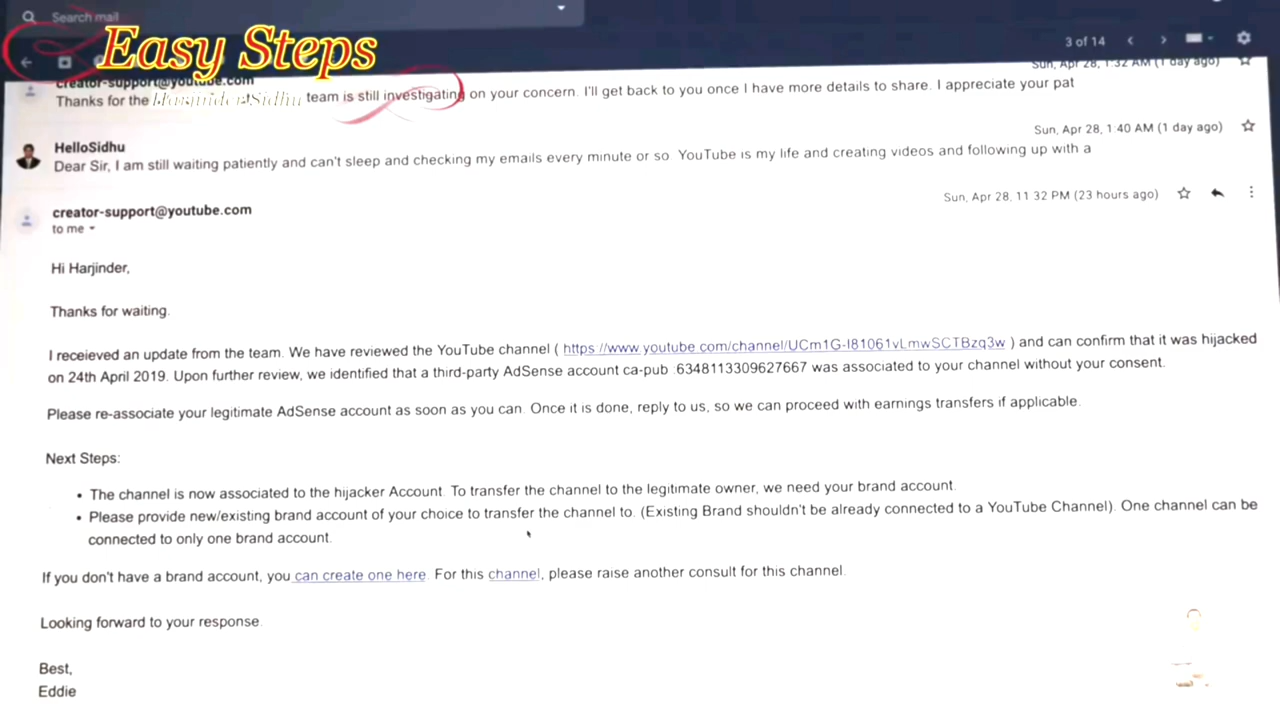 Search mail
Easy Steps
3 of 14
creator-support@youtube.com
Sun, Apr 28, 1:32 AM (1 day ago)
Thanks for the HarjinderSidhu team is still investigating on your concern. I'll get back to you once I have more details to share. I appreciate your pat
HelloSidhu
Sun, Apr 28, 1:40 AM (1 day ago)
Dear Sir, I am still waiting patiently and can't sleep and checking my emails every minute or so YouTube is my life and creating videos and following up with a
creator-support@youtube.com
Sun, Apr 28, 11 32 PM (23 hours ago)
to me
Hi Harjinder,
Thanks for waiting.
I receieved an update from the team. We have reviewed the YouTube channel ( https //www.youtube com/channel/UCm1G-I81061vLmwSCTBzq3w ) and can confirm that it was hijacked
on 24th April 2019. Upon further review, we identified that a third-party AdSense account ca-pub :6348113309627667 was associated to your channel without your consent.
Please re-associate your legitimate AdSense account as soon as you can. Once it is done, reply to us, so we can proceed with earnings transfers if applicable.
Next Steps:
• The channel is now associated to the hijacker Account. To transfer the channel to the legitimate owner, we need your brand account.
• Please provide new/existing brand account of your choice to transfer the channel to. (Existing Brand shouldn't be already connected to a YouTube Channel). One channel can be
connected to only one brand account.
If you don't have a brand account, you can create one here. For this channel, please raise another consult for this channel.
Looking forward to your response.
Best,
Eddie